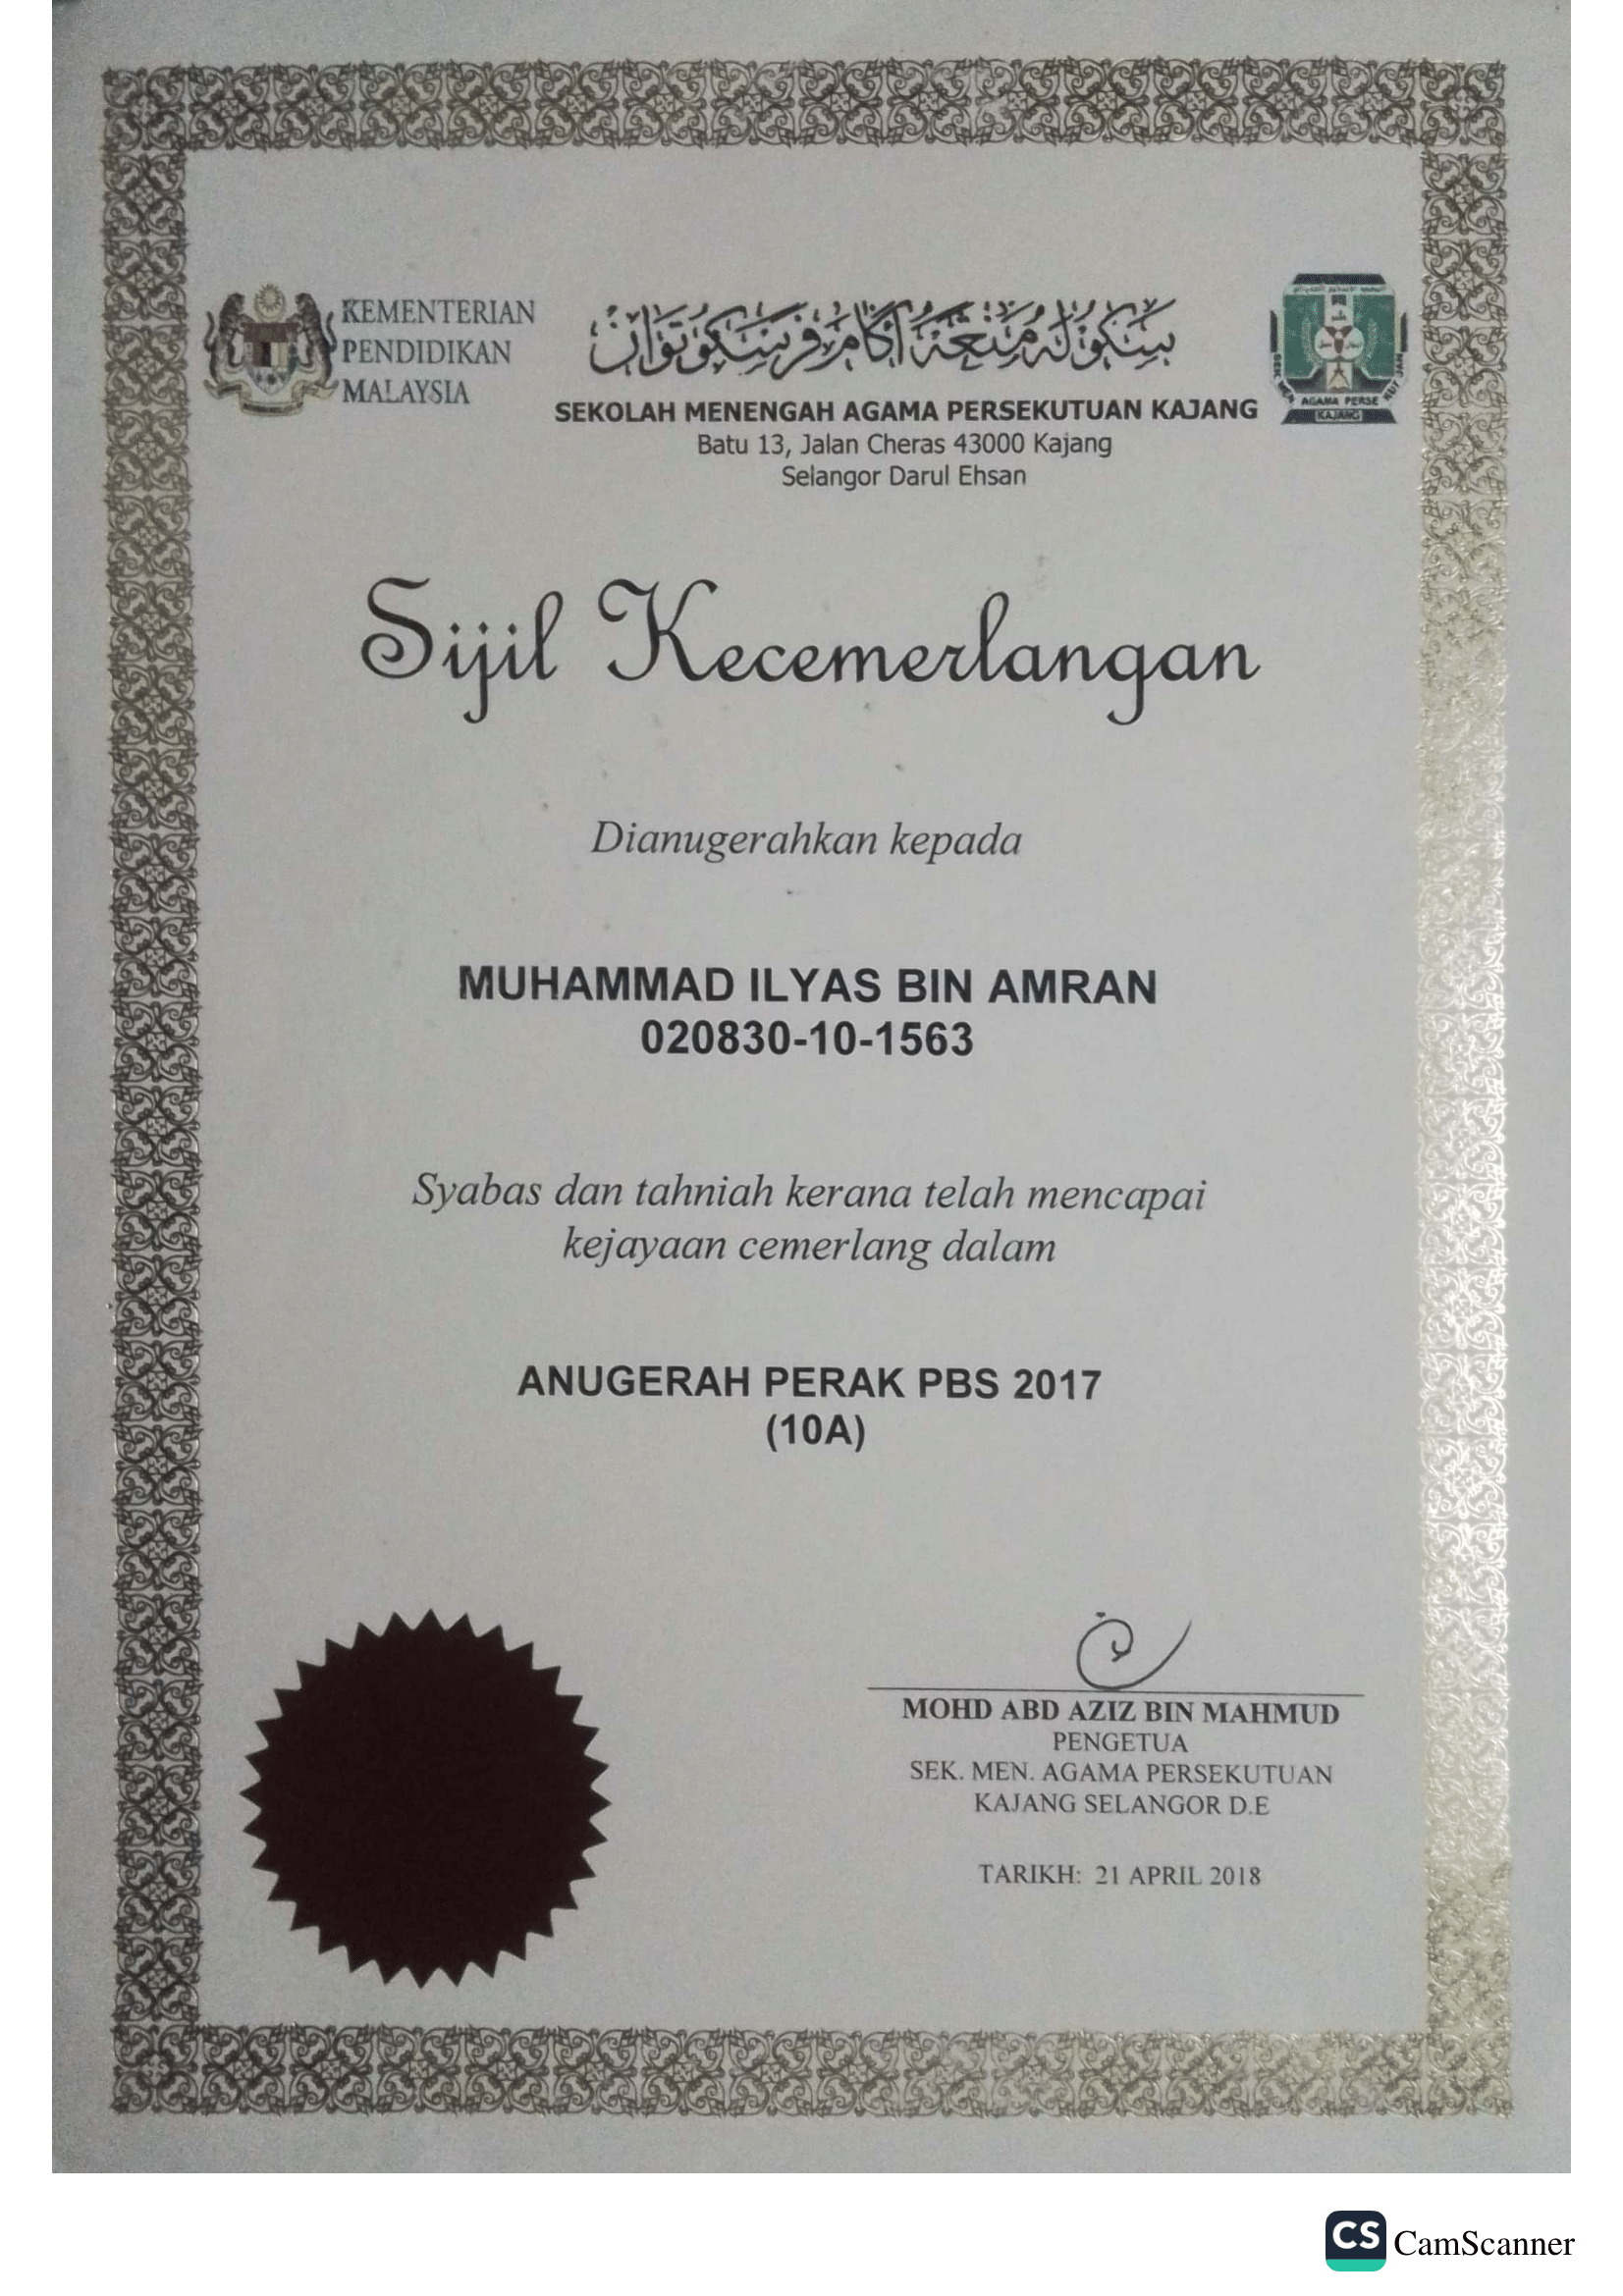 KEMENTERIAN
PENDIDIKAN
MALAYSIA
سکوله منعه اݢام فرسکوتوان
SEKOLAH MENENGAH AGAMA PERSEKUTUAN KAJANG
Batu 13, Jalan Cheras 43000 Kajang
Selangor Darul Ehsan
SEK MEN AGAMA PERSEKUTUAN
KAJANG
Sijil Kecemerlangan
Dianugerahkan kepada
MUHAMMAD ILYAS BIN AMRAN
020830-10-1563
Syabas dan tahniah kerana telah mencapai
kejayaan cemerlang dalam
ANUGERAH PERAK PBS 2017
(10A)
MOHD ABD AZIZ BIN MAHMUD
PENGETUA
SEK. MEN. AGAMA PERSEKUTUAN
KAJANG SELANGOR D.E
TARIKH: 21 APRIL 2018
CS CamScanner